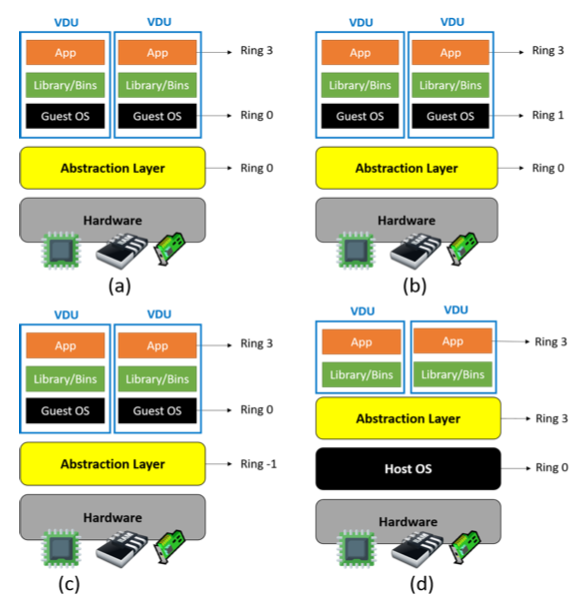 VDU VDU
App App Ring 3
Library/Bins Library/Bins
Guest OS Guest OS Ring 0
Abstraction Layer Ring 0
Hardware
(a)
VDU VDU
App App Ring 3
Library/Bins Library/Bins
Guest OS Guest OS Ring 1
Abstraction Layer Ring 0
Hardware
(b)
VDU VDU
App App Ring 3
Library/Bins Library/Bins
Guest OS Guest OS Ring 0
Abstraction Layer Ring -1
Hardware
(c)
VDU VDU
App App Ring 3
Library/Bins Library/Bins
Abstraction Layer Ring 3
Host OS Ring 0
Hardware
(d)